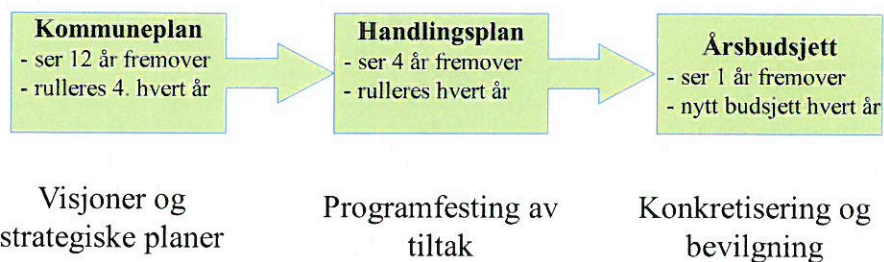 Kommuneplan
- ser 12 år fremover
- rulleres 4. hvert år
Handlingsplan
- ser 4 år fremover
- rulleres hvert år
Årsbudsjett
- ser 1 år fremover
- nytt budsjett hvert år
Visjoner og
strategiske planer
Programfesting av
tiltak
Konkretisering og
bevilgning